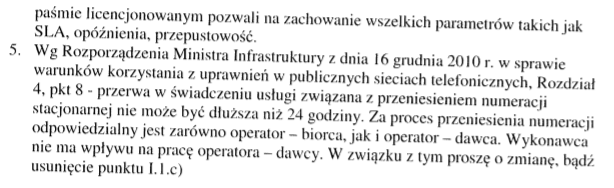 paśmie licencjonowanym pozwali na zachowanie wszelkich parametrów takich jak
SLA, opóźnienia, przepustowość.
5. Wg Rozporządzenia Ministra Infrastruktury z dnia 16 grudnia 2010 r. w sprawie
warunków korzystania z uprawnień w publicznych sieciach telefonicznych, Rozdział
4, pkt 8 - przerwa w świadczeniu usługi związana z przeniesieniem numeracji
stacjonarnej nie może być dłuższa niż 24 godziny. Za proces przeniesienia numeracji
odpowiedzialny jest zarówno operator – biorca, jak i operator – dawca. Wykonawca
nie ma wpływu na pracę operatora – dawcy. W związku z tym proszę o zmianę, bądź
usunięcie punktu I.1.c)